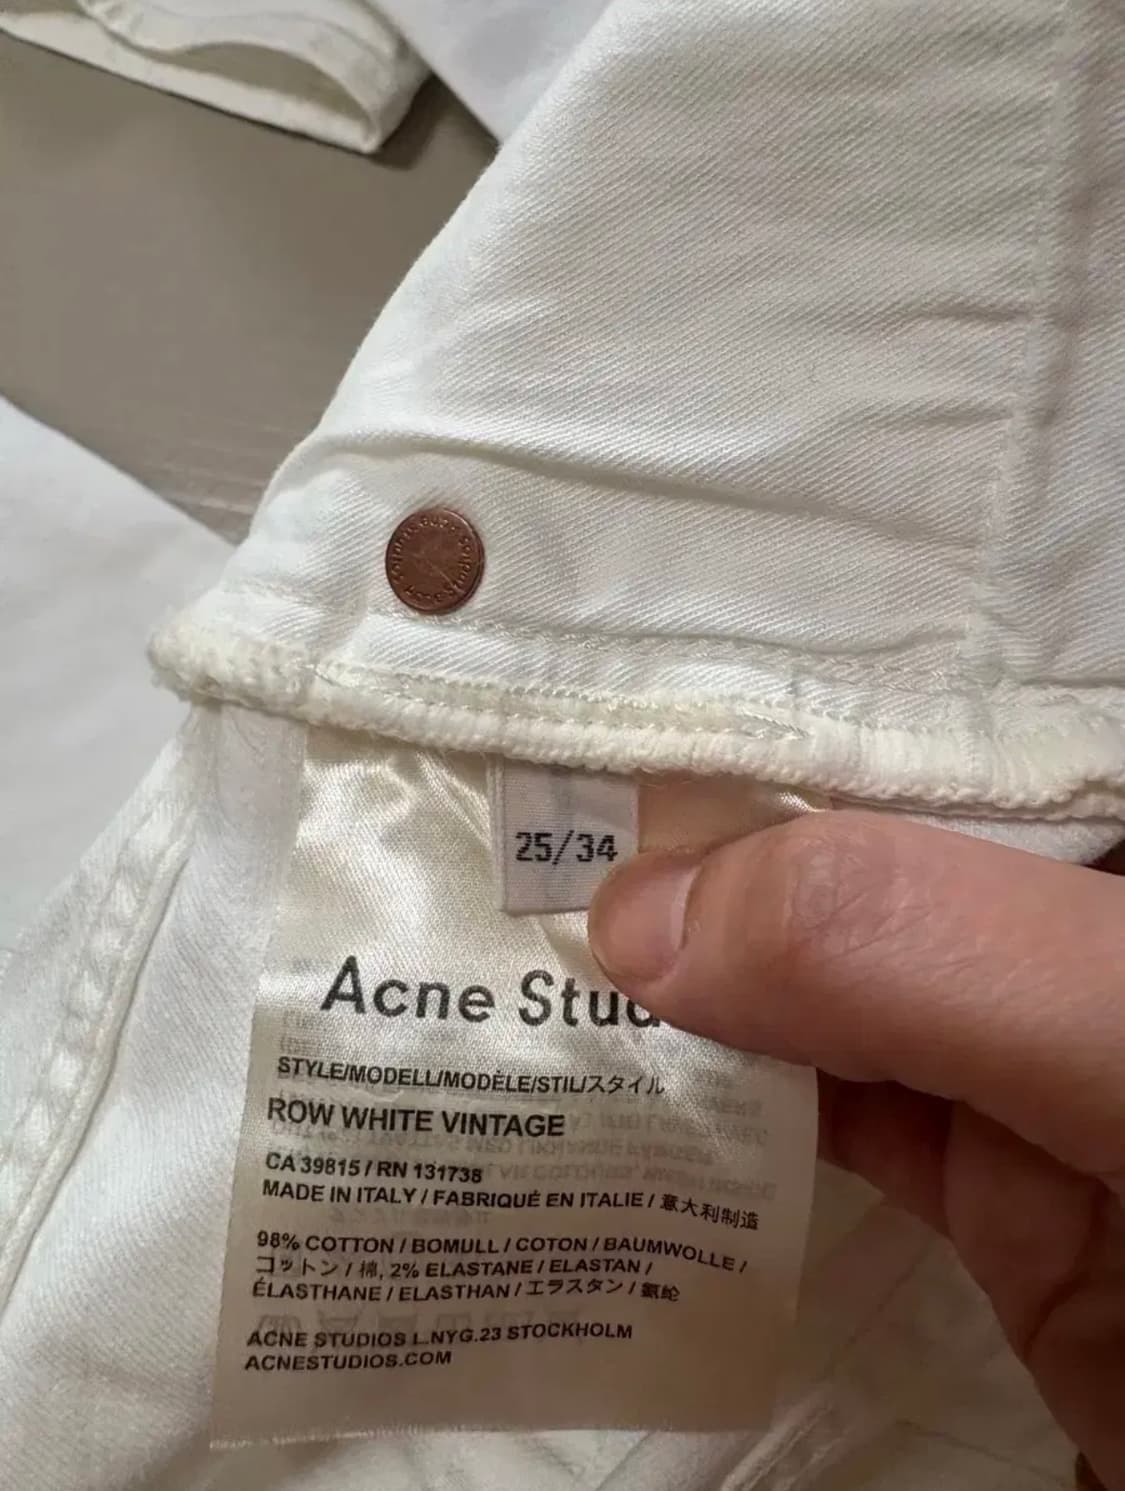 25/34
Acne Stud
STYLE/MODELL/MODÈLE/STIL/スタイル
ROW WHITE VINTAGE
CA 39815 / RN 131738
MADE IN ITALY / FABRIQUÉ EN ITALIE / 意大利制造
98% COTTON / BOMULL / COTON / BAUMWOLLE /
コットン / 棉, 2% ELASTANE / ELASTAN /
ÉLASTHANE / ELASTHAN / エラスタン / 氨纶
ACNE STUDIOS L.NYG.23 STOCKHOLM
ACNESTUDIOS.COM